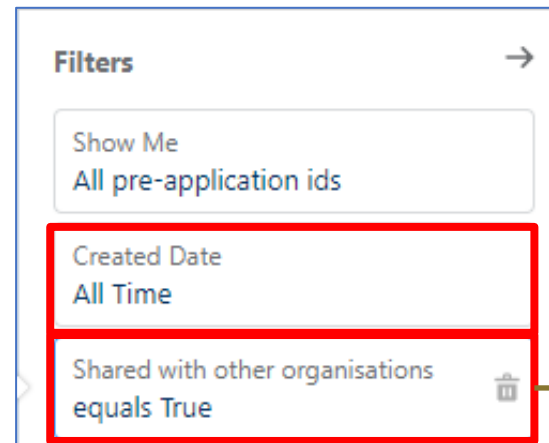 Filters
Show Me
All pre-application ids
Created Date
All Time
Shared with other organisations
equals True